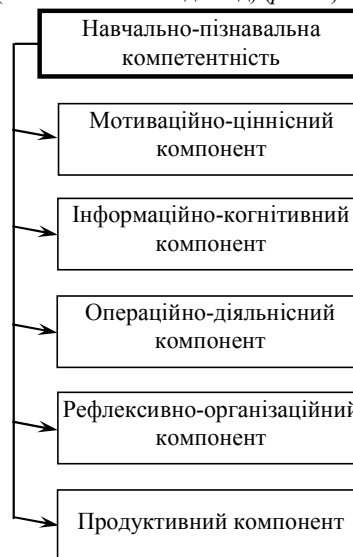 Навчально-пізнавальна
компетентність
Мотиваційно-ціннісний
компонент
Інформаційно-когнітивний
компонент
Операційно-діяльнісний
компонент
Рефлексивно-організаційний
компонент
Продуктивний компонент